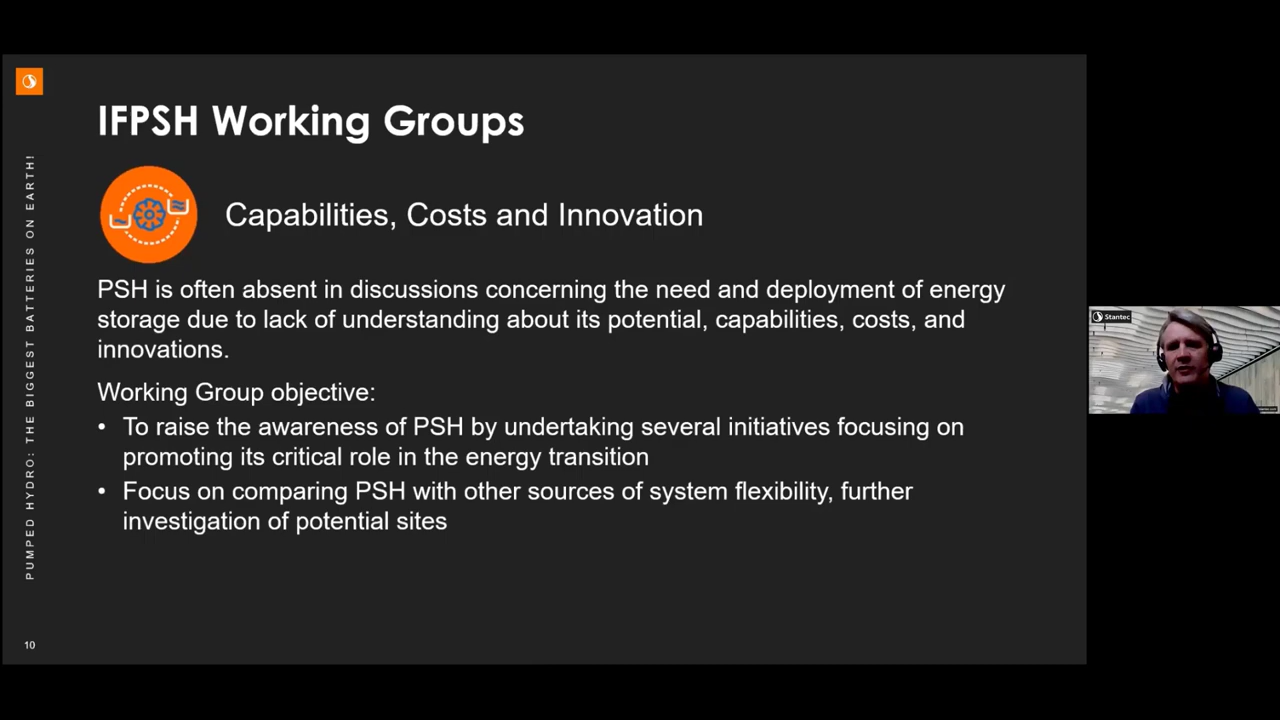 IFPSH Working Groups
Capabilities, Costs and Innovation
PSH is often absent in discussions concerning the need and deployment of energy
storage due to lack of understanding about its potential, capabilities, costs, and
innovations.
Working Group objective:
• To raise the awareness of PSH by undertaking several initiatives focusing on
promoting its critical role in the energy transition
• Focus on comparing PSH with other sources of system flexibility, further
investigation of potential sites
PUMPED HYDRO: THE BIGGEST BATTERIES ON EARTH!
10
Stantec